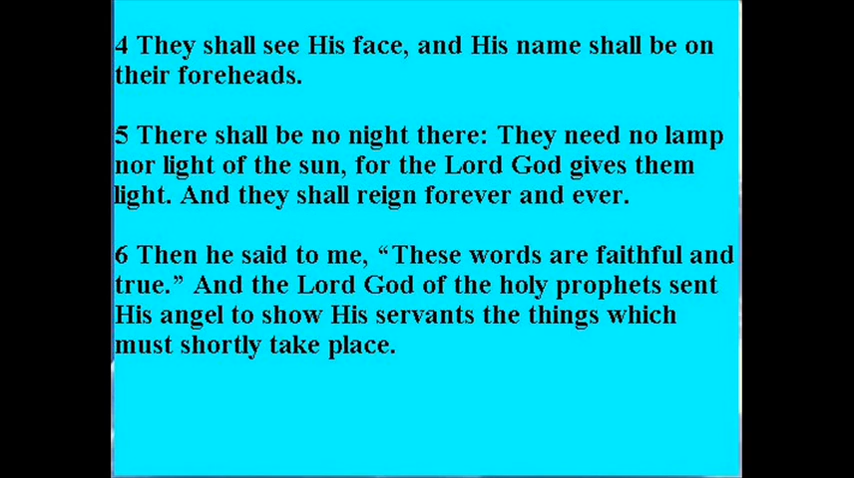 4 They shall see His face, and His name shall be on
their foreheads.
5 There shall be no night there: They need no lamp
nor light of the sun, for the Lord God gives them
light. And they shall reign forever and ever.
6 Then he said to me, “These words are faithful and
true.” And the Lord God of the holy prophets sent
His angel to show His servants the things which
must shortly take place.